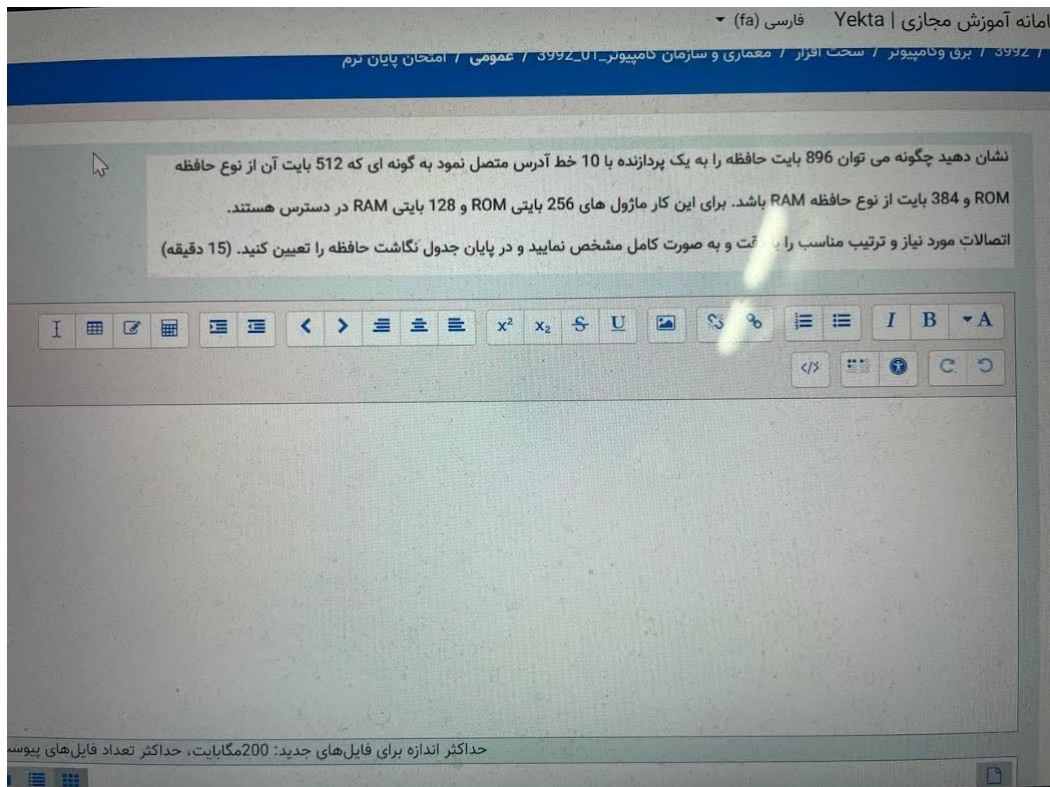 امانه آموزش مجازی | Yekta فارسی (fa)
/ 3992 / برق وکامپیوتر / سخت افزار / معماری و سازمان کامپیوتر_01_3992 / عمومی / امتحان پایان ترم
نشان دهید چگونه می توان 896 بایت حافظه را به یک پردازنده با 10 خط آدرس متصل نمود به گونه ای که 512 بایت آن از نوع حافظه
ROM و 384 بایت از نوع حافظه RAM باشد. برای این کار ماژول های 256 بایتی ROM و 128 بایتی RAM در دسترس هستند.
اتصالات مورد نیاز و ترتیب مناسب را و به صورت کامل مشخص نمایید و در پایان جدول نگاشت حافظه را تعیین کنید. (15 دقیقه)
A B I x² x₂ S U
</>
حداکثر اندازه برای فایل‌های جدید: 200مگابایت، حداکثر تعداد فایل‌های